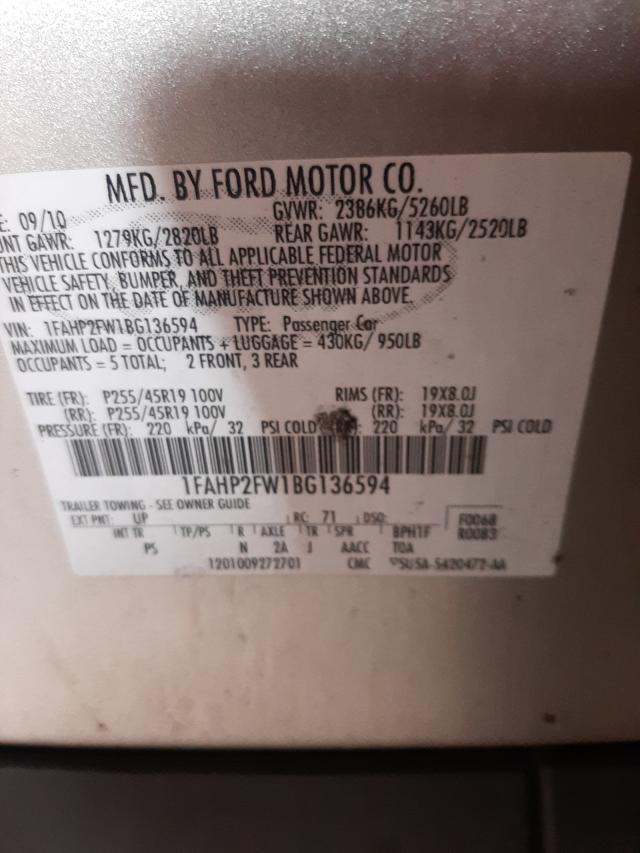 MFD. BY FORD MOTOR CO.
E: 09/10 GVWR: 2386KG/5260LB
NT GAWR: 1279KG/2820LB REAR GAWR: 1143KG/2520LB
THIS VEHICLE CONFORMS TO ALL APPLICABLE FEDERAL MOTOR
VEHICLE SAFETY, BUMPER, AND THEFT PREVENTION STANDARDS
IN EFFECT ON THE DATE OF MANUFACTURE SHOWN ABOVE.
VIN: 1FAHP2FW1BG136594 TYPE: Passenger Car
MAXIMUM LOAD = OCCUPANTS + LUGGAGE = 430KG/ 950LB
OCCUPANTS = 5 TOTAL; 2 FRONT, 3 REAR
TIRE (FR): P255/45R19 100V RIMS (FR): 19X8.0J
(RR): P255/45R19 100V (RR): 19X8.0J
PRESSURE (FR): 220 kPa/ 32 PSI COLD (RR): 220 kPa/ 32 PSI COLD
1FAHP2FW1BG136594
TRAILER TOWING - SEE OWNER GUIDE
EXT PNT: UP RC: 71 DSO: F0068
INT TR TP/PS R AXLE TR SPR BPH1F R0083
PS N 2A J AACC TOA
1201009272701 CMC 5U5A-5420472-AA